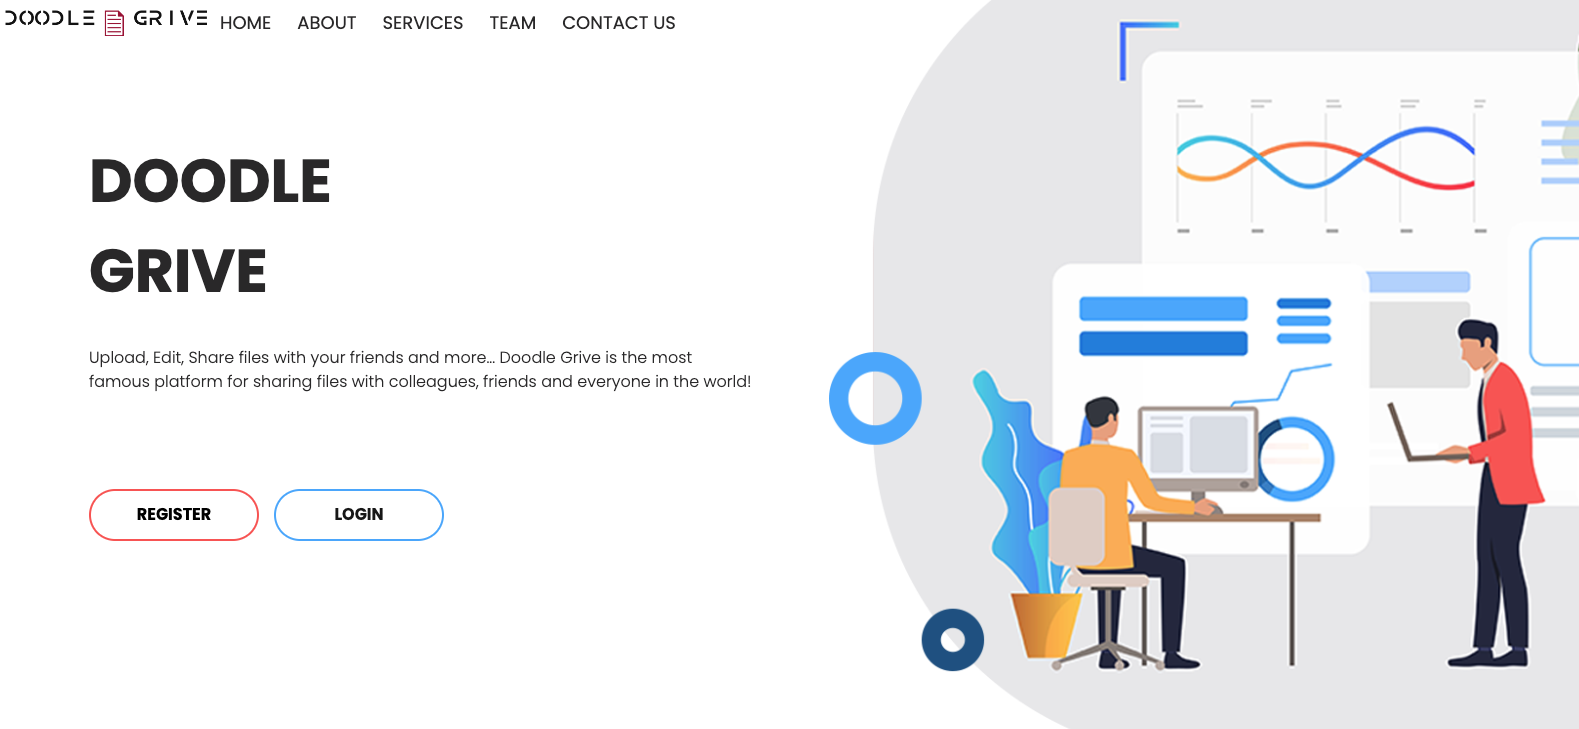 DOODLE GRIVE HOME ABOUT SERVICES TEAM CONTACT US
DOODLE
GRIVE
Upload, Edit, Share files with your friends and more... Doodle Grive is the most
famous platform for sharing files with colleagues, friends and everyone in the world!
REGISTER LOGIN